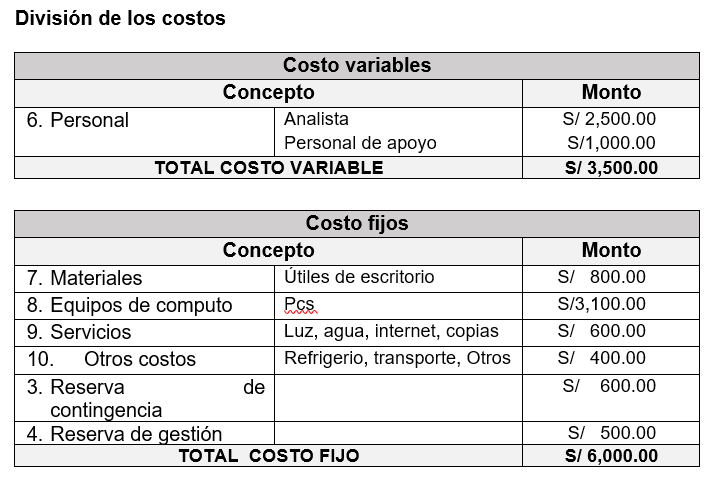 División de los costos
Costo variables
Concepto Monto
6. Personal Analista S/ 2,500.00
Personal de apoyo S/1,000.00
TOTAL COSTO VARIABLE S/ 3,500.00
Costo fijos
Concepto Monto
7. Materiales Útiles de escritorio S/ 800.00
8. Equipos de computo Pcs S/3,100.00
9. Servicios Luz, agua, internet, copias S/ 600.00
10. Otros costos Refrigerio, transporte, Otros S/ 400.00
3. Reserva de S/ 600.00
contingencia
4. Reserva de gestión S/ 500.00
TOTAL COSTO FIJO S/ 6,000.00